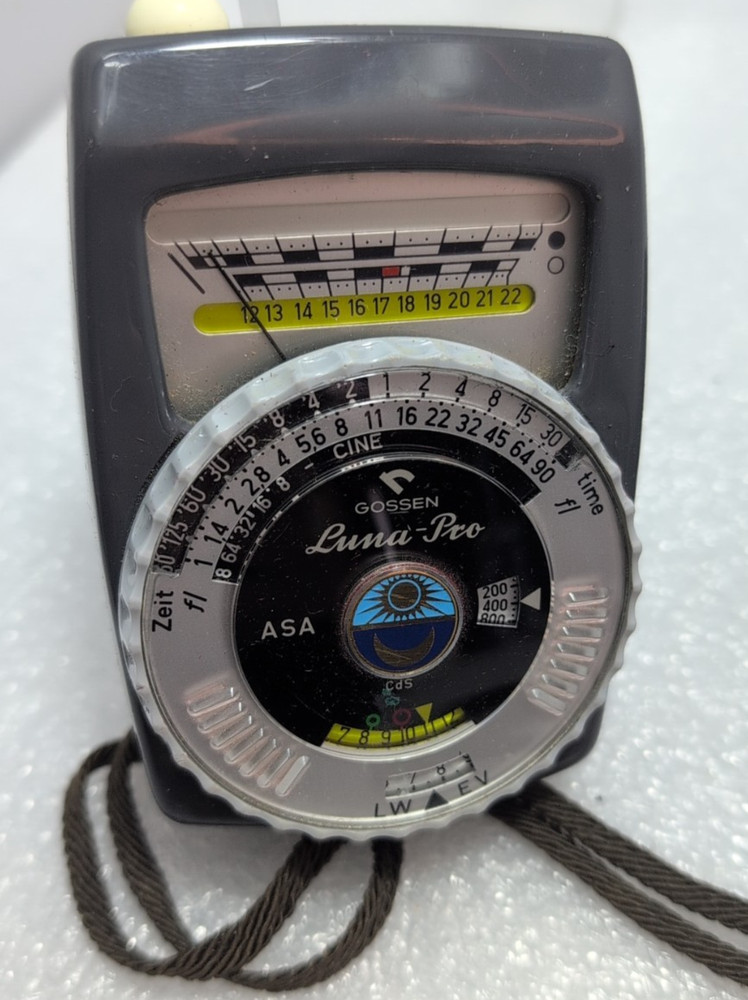 12 13 14 15 16 17 18 19 20 21 22
125 60 30 15 8 4 2 1 2 4 8 15 30
1 1.4 2 2.8 4 5.6 8 11 16 22 32 45 64 90
8 64 32 16 8 - CINE
Zeit
f/
f/
time
GOSSEN
Luna-Pro
ASA
200
400
800
CdS
7 8 9 10 11 12
7 8
LW EV